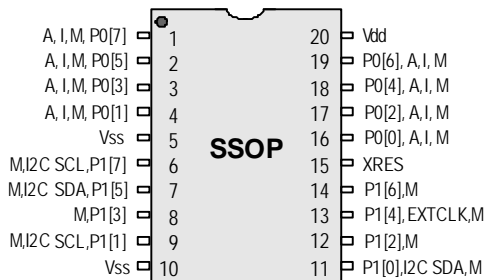 A, I, M, P0[7] 1 20 Vdd
A, I, M, P0[5] 2 19 P0[6], A, I, M
A, I, M, P0[3] 3 18 P0[4], A, I, M
A, I, M, P0[1] 4 17 P0[2], A, I, M
Vss 5 16 P0[0], A, I, M
SSOP
M,I2C SCL,P1[7] 6 15 XRES
M,I2C SDA,P1[5] 7 14 P1[6],M
M,P1[3] 8 13 P1[4],EXTCLK,M
M,I2C SCL,P1[1] 9 12 P1[2],M
Vss 10 11 P1[0],I2C SDA,M